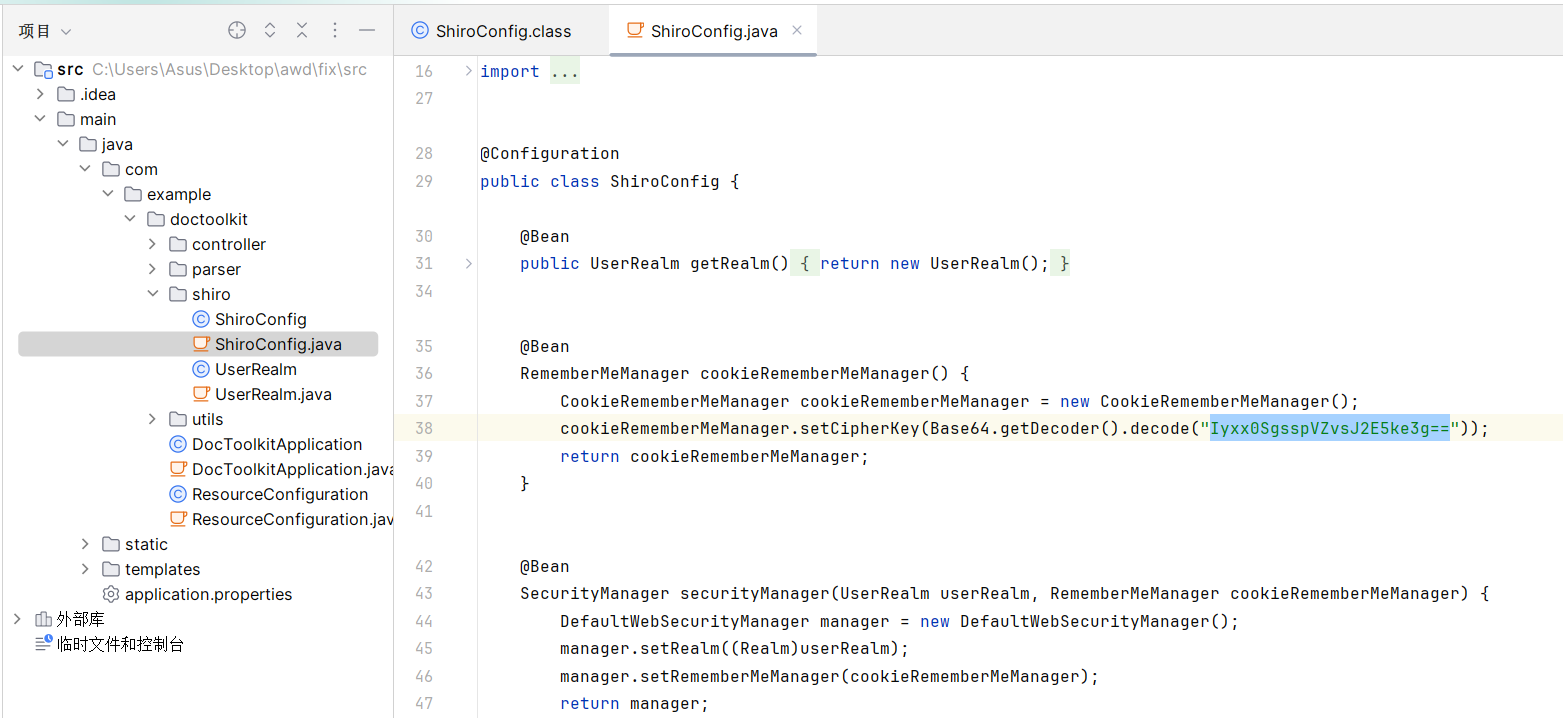 项目
src C:\Users\Asus\Desktop\awd\fix\src
.idea
main
java
com
example
doctoolkit
controller
parser
shiro
ShiroConfig
ShiroConfig.java
UserRealm
UserRealm.java
utils
DocToolkitApplication
DocToolkitApplication.java
ResourceConfiguration
ResourceConfiguration.jav
static
templates
application.properties
外部库
临时文件和控制台
ShiroConfig.class
ShiroConfig.java
16 import ...
27
28 @Configuration
29 public class ShiroConfig {
30 @Bean
31 public UserRealm getRealm() { return new UserRealm(); }
34
35 @Bean
36 RememberMeManager cookieRememberMeManager() {
37 CookieRememberMeManager cookieRememberMeManager = new CookieRememberMeManager();
38 cookieRememberMeManager.setCipherKey(Base64.getDecoder().decode("Iyxx0SgsspVZvsJ2E5ke3g=="));
39 return cookieRememberMeManager;
40 }
41
42 @Bean
43 SecurityManager securityManager(UserRealm userRealm, RememberMeManager cookieRememberMeManager) {
44 DefaultWebSecurityManager manager = new DefaultWebSecurityManager();
45 manager.setRealm((Realm)userRealm);
46 manager.setRememberMeManager(cookieRememberMeManager);
47 return manager;